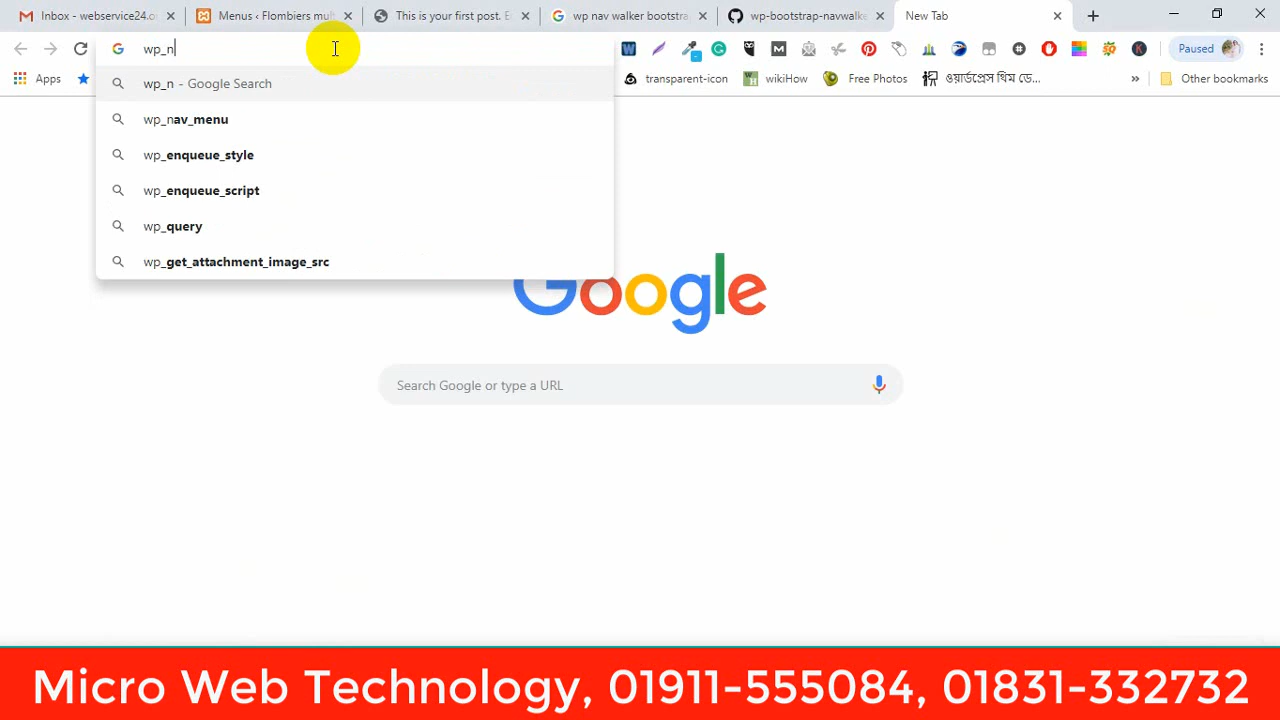 Inbox - webservice24.c
Menus ‹ Flombiers mul
This is your first post. E
wp nav walker bootstra
wp-bootstrap-navwalke
New Tab
wp_n
Paused
Apps
transparent-icon
wikiHow
Free Photos
ওয়ার্ডপ্রেস থিম ডে...
Other bookmarks
wp_n - Google Search
wp_nav_menu
wp_enqueue_style
wp_enqueue_script
wp_query
wp_get_attachment_image_src
Google
Search Google or type a URL
Micro Web Technology, 01911-555084, 01831-332732